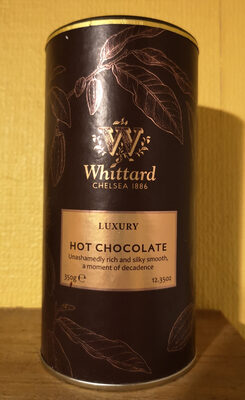 W
Whittard
CHELSEA 1886
LUXURY
HOT CHOCOLATE
Unashamedly rich and silky smooth,
a moment of decadence
350g ℮ 12.35oz